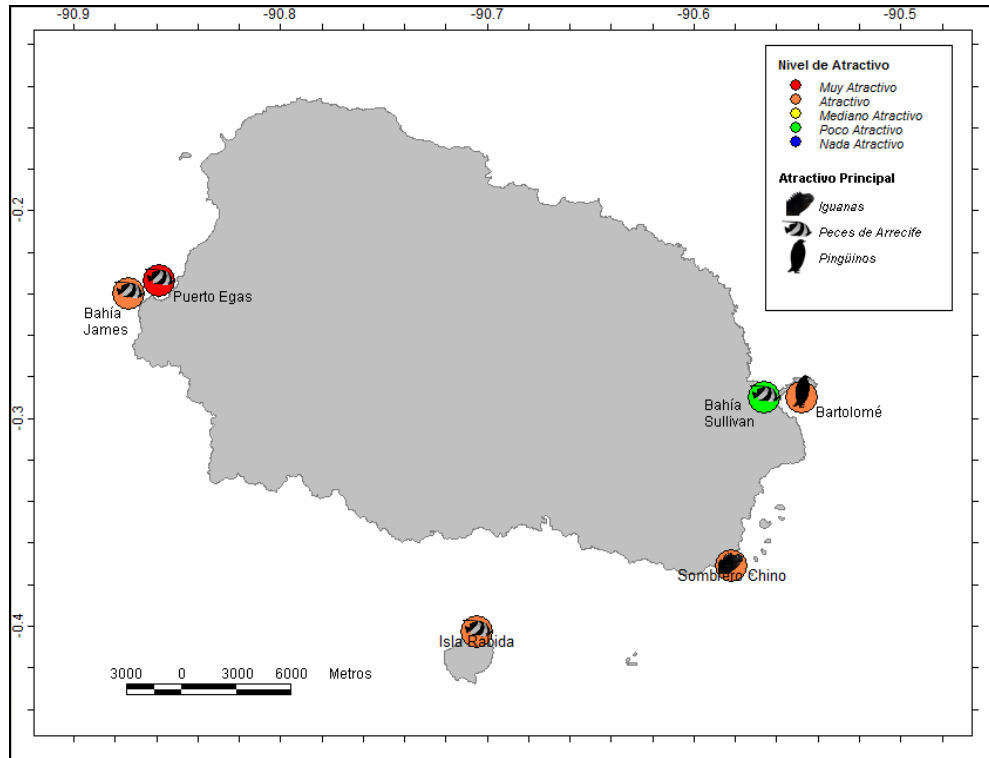 -90.9 -90.8 -90.7 -90.6 -90.5
Nivel de Atractivo
Muy Atractivo
Atractivo
Mediano Atractivo
Poco Atractivo
Nada Atractivo
Atractivo Principal
Iguanas
Peces de Arrecife
Pingüinos
-0.2
-0.3
-0.4
Puerto Egas
Bahía
James
Bahía
Sullivan
Bartolomé
Sombrero Chino
Isla Rabida
3000 0 3000 6000 Metros